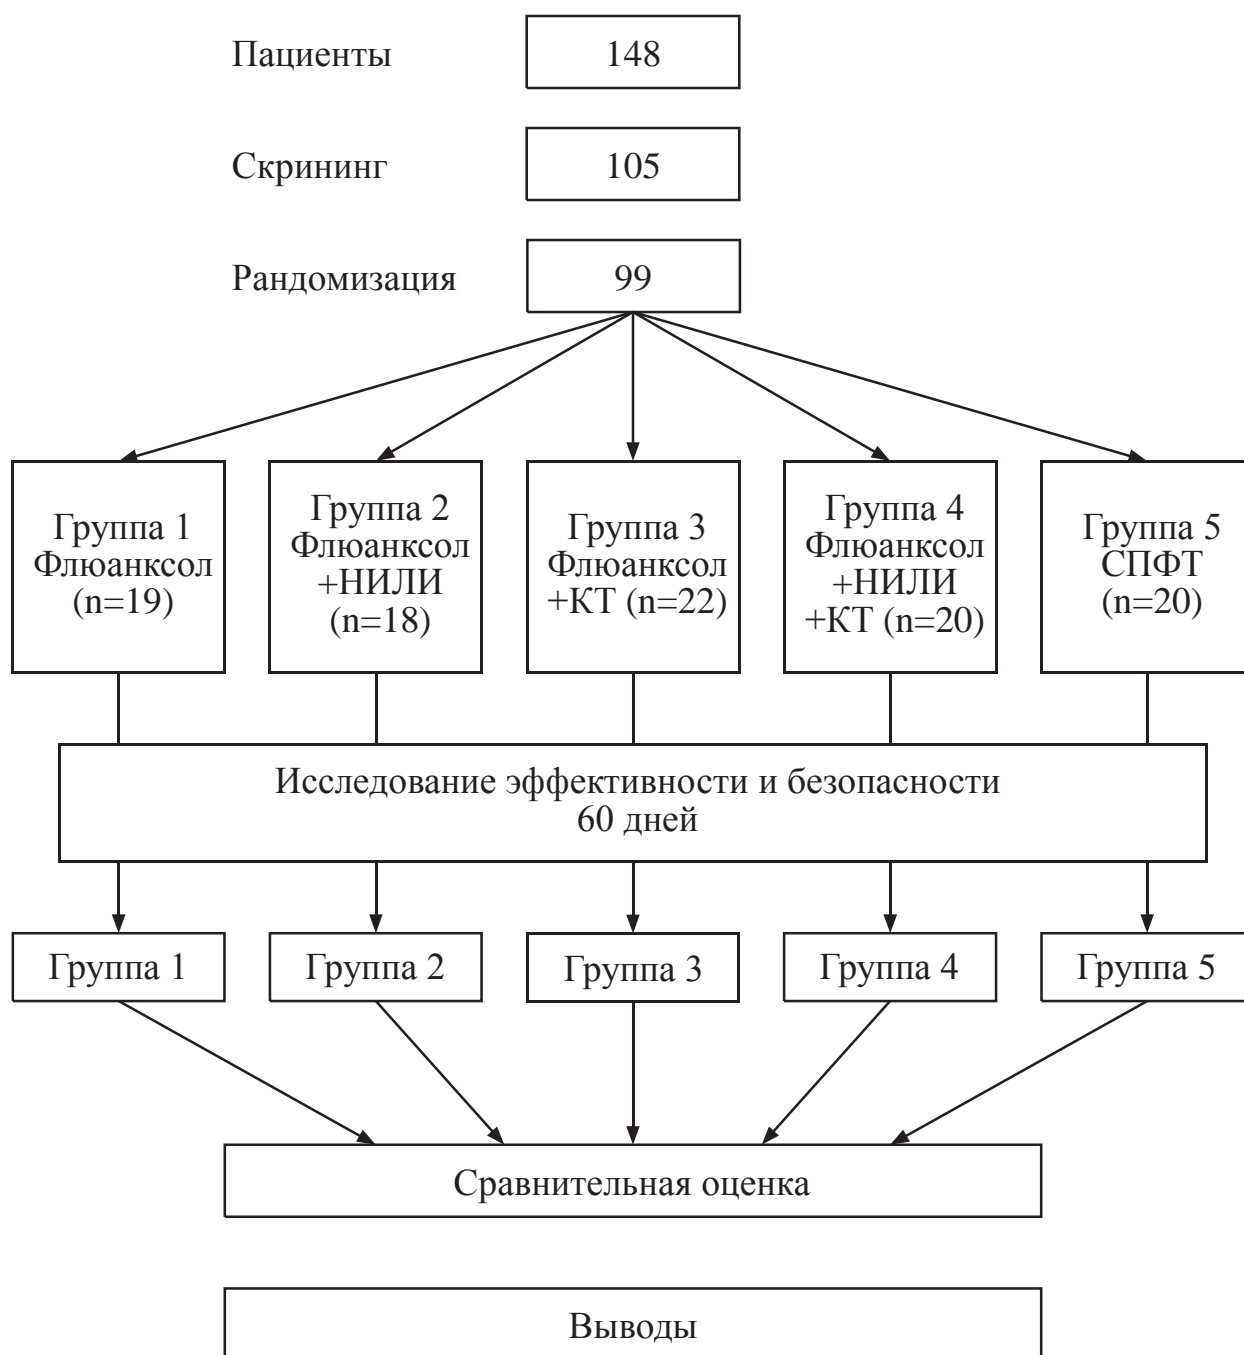 Пациенты
148
Скрининг
105
Рандомизация
99
Группа 1
Флюанксол
(n=19)
Группа 2
Флюанксол
+НИЛИ
(n=18)
Группа 3
Флюанксол
+КТ (n=22)
Группа 4
Флюанксол
+НИЛИ
+КТ (n=20)
Группа 5
СПФТ
(n=20)
Исследование эффективности и безопасности
60 дней
Группа 1
Группа 2
Группа 3
Группа 4
Группа 5
Сравнительная оценка
Выводы